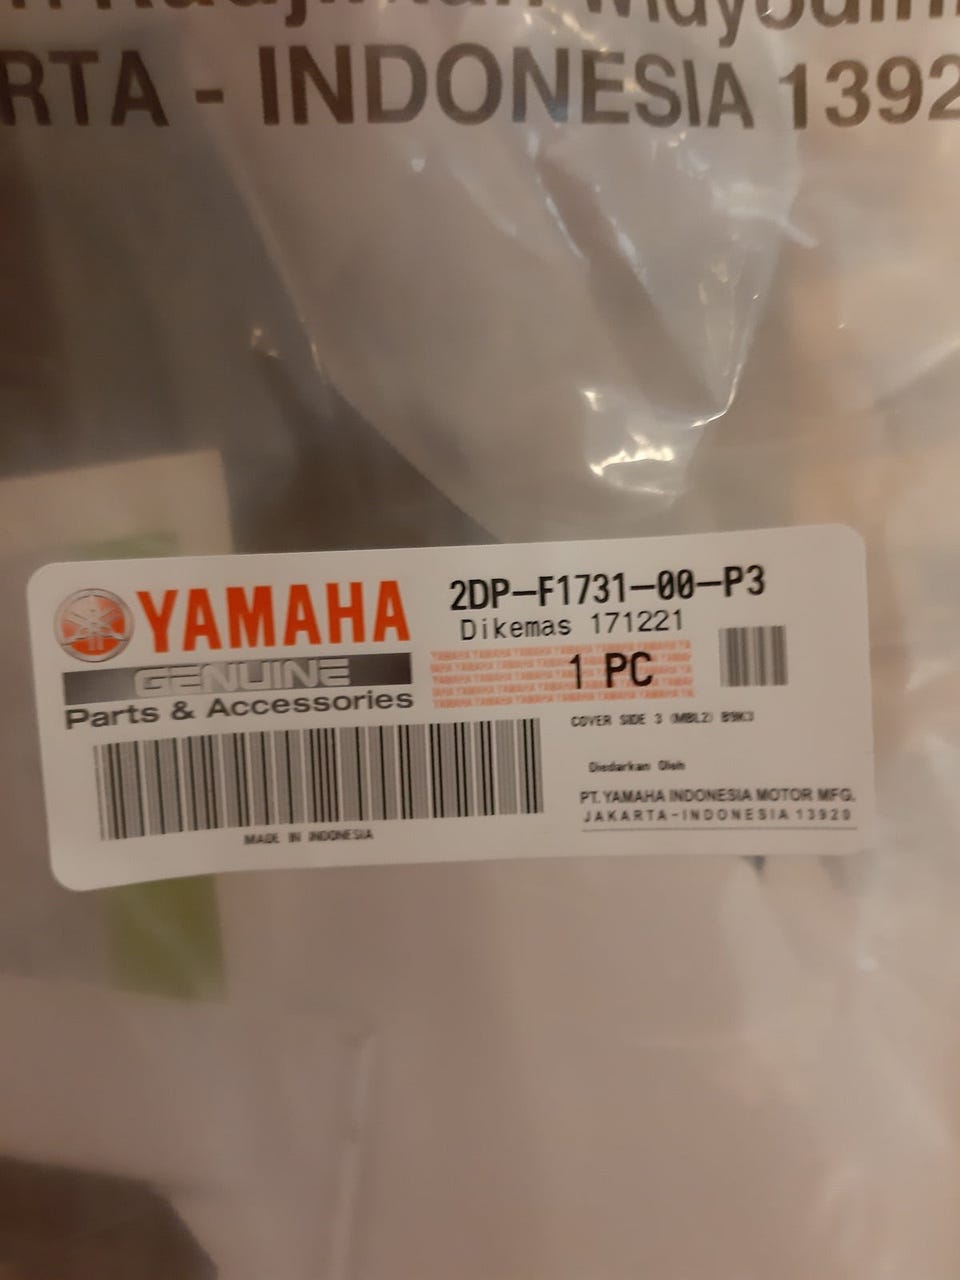 RTA - INDONESIA 1392
YAMAHA
GENUINE
Parts & Accessories
2DP-F1731-00-P3
Dikemas 171221
1 PC
COVER SIDE 3 (MBL2) B9K3
Diedarkan Oleh
PT. YAMAHA INDONESIA MOTOR MFG.
JAKARTA-INDONESIA 13920
MADE IN INDONESIA